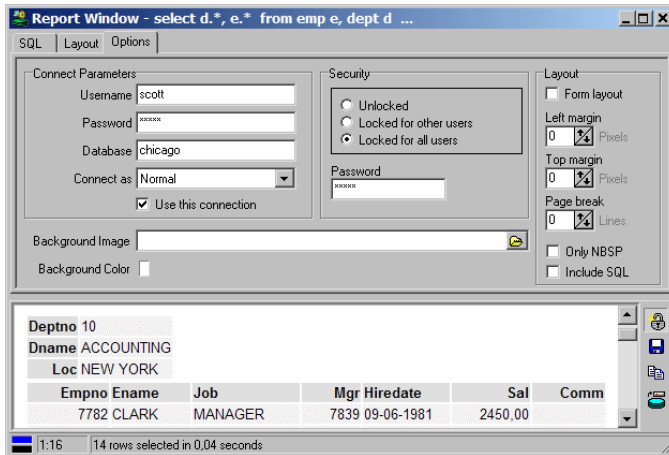 Report Window - select d.*, e.* from emp e, dept d ...
SQL Layout Options
Connect Parameters
Username scott
Password xxxxx
Database chicago
Connect as Normal
Use this connection
Security
Unlocked
Locked for other users
Locked for all users
Password
xxxxx
Layout
Form layout
Left margin
0 Pixels
Top margin
0 Pixels
Page break
0 Lines
Only NBSP
Include SQL
Background Image
Background Color
Deptno 10
Dname ACCOUNTING
Loc NEW YORK
Empno Ename Job Mgr Hiredate Sal Comm
7782 CLARK MANAGER 7839 09-06-1981 2450,00
1:16 14 rows selected in 0,04 seconds